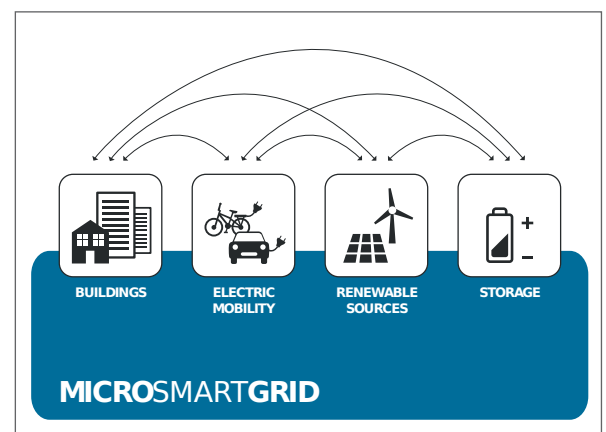 +
−
BUILDINGS
ELECTRIC
MOBILITY
RENEWABLE
SOURCES
STORAGE
MICROSMARTGRID